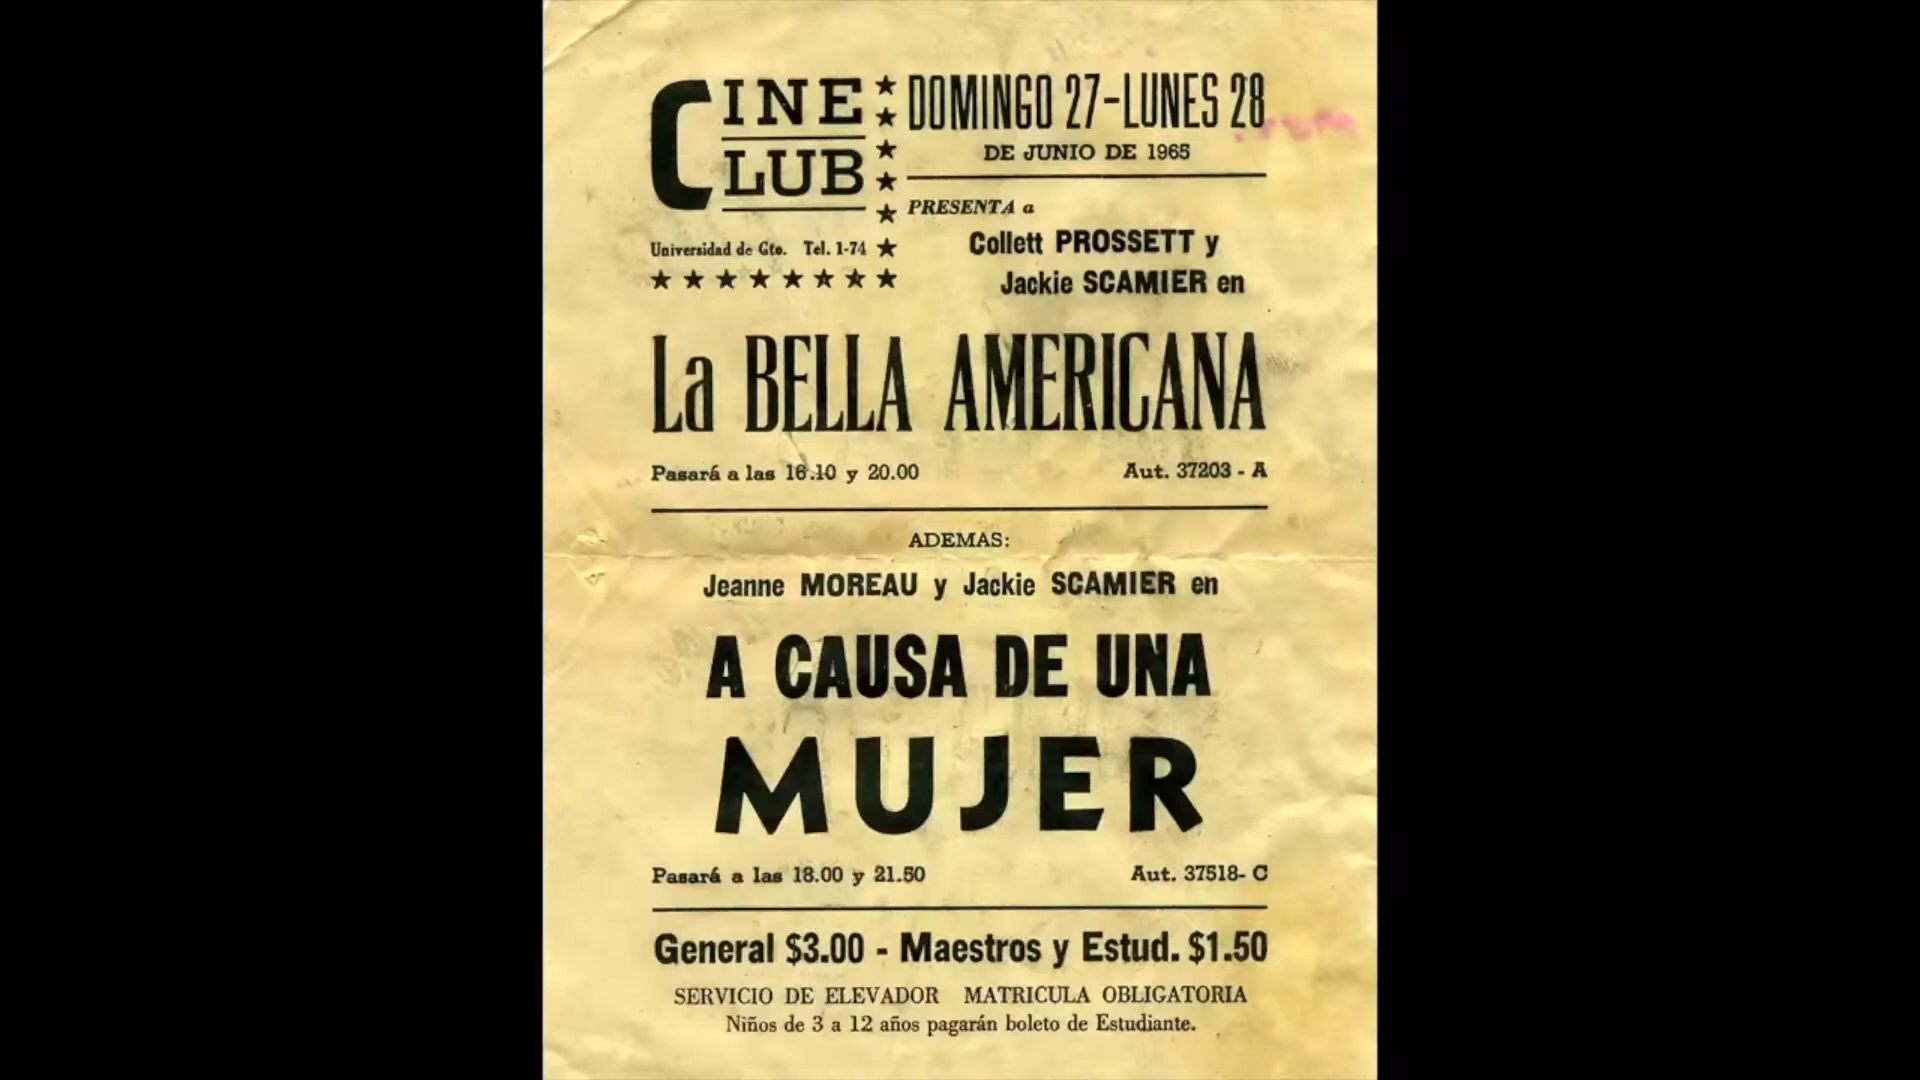 CINE
CLUB
Universidad de Gto. Tel. 1-74
DOMINGO 27-LUNES 28
DE JUNIO DE 1965
PRESENTA a
Collett PROSSETT y
Jackie SCAMIER en
La BELLA AMERICANA
Pasará a las 16.10 y 20.00 Aut. 37203 - A
ADEMAS:
Jeanne MOREAU y Jackie SCAMIER en
A CAUSA DE UNA
MUJER
Pasará a las 18.00 y 21.50 Aut. 37518- C
General $3.00 - Maestros y Estud. $1.50
SERVICIO DE ELEVADOR MATRICULA OBLIGATORIA
Niños de 3 a 12 años pagarán boleto de Estudiante.